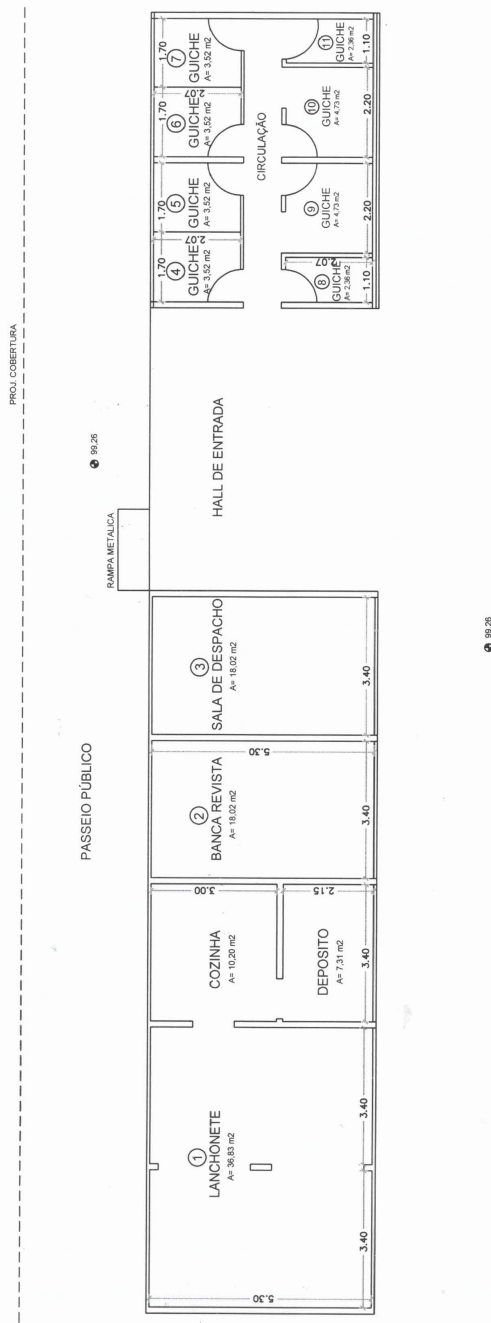 PROJ. COBERTURA
99,26
RAMPA METALICA
PASSEIO PÚBLICO
1
LANCHONETE
A= 36,83 m2
5.30
3.40
3.40
COZINHA
A= 10,20 m2
3.00
DEPOSITO
A= 7,31 m2
2.15
3.40
2
BANCA REVISTA
A= 18,02 m2
5.30
3.40
3
SALA DE DESPACHO
A= 18,02 m2
3.40
HALL DE ENTRADA
1.70
4
GUICHE
A= 3,52 m2
2.07
1.70
5
GUICHE
A= 3,52 m2
1.70
6
GUICHE
A= 3,52 m2
2.07
1.70
7
GUICHE
A= 3,52 m2
CIRCULAÇÃO
8
GUICHE
A= 2,36 m2
2.07
1.10
9
GUICHE
A= 4,73 m2
2.20
10
GUICHE
A= 4,73 m2
2.20
11
GUICHE
A= 2,36 m2
1.10
99,26